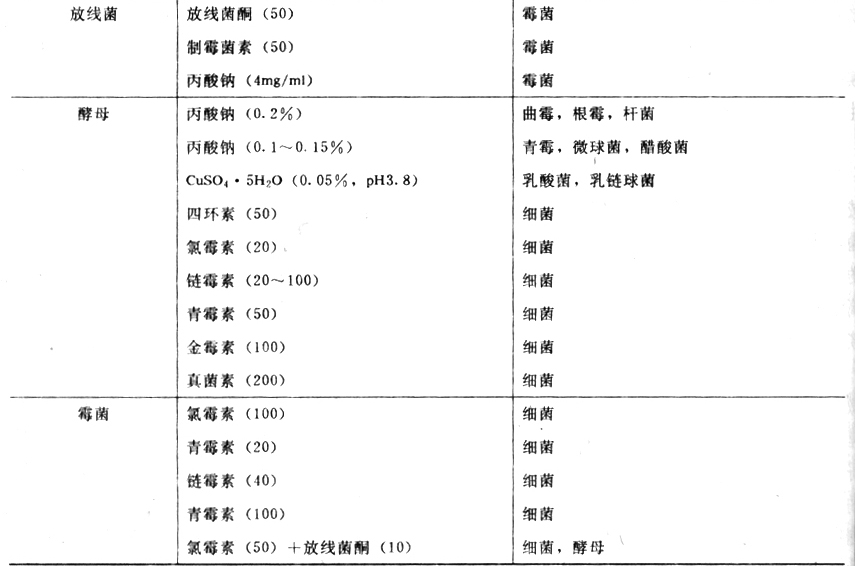 放线菌 放线菌酮（50） 霉菌
制霉菌素（50） 霉菌
丙酸钠（4mg/ml） 霉菌
酵母 丙酸钠（0.2％） 曲霉，根霉，杆菌
丙酸钠（0.1～0.15％） 青霉，微球菌，醋酸菌
CuSO₄·5H₂O（0.05％，pH3.8） 乳酸菌，乳链球菌
四环素（50） 细菌
氯霉素（20） 细菌
链霉素（20～100） 细菌
青霉素（50） 细菌
金霉素（100） 细菌
真菌素（200） 细菌
霉菌 氯霉素（100） 细菌
青霉素（20） 细菌
链霉素（40） 细菌
青霉素（100） 细菌
氯霉素（50）＋放线菌酮（10） 细菌，酵母